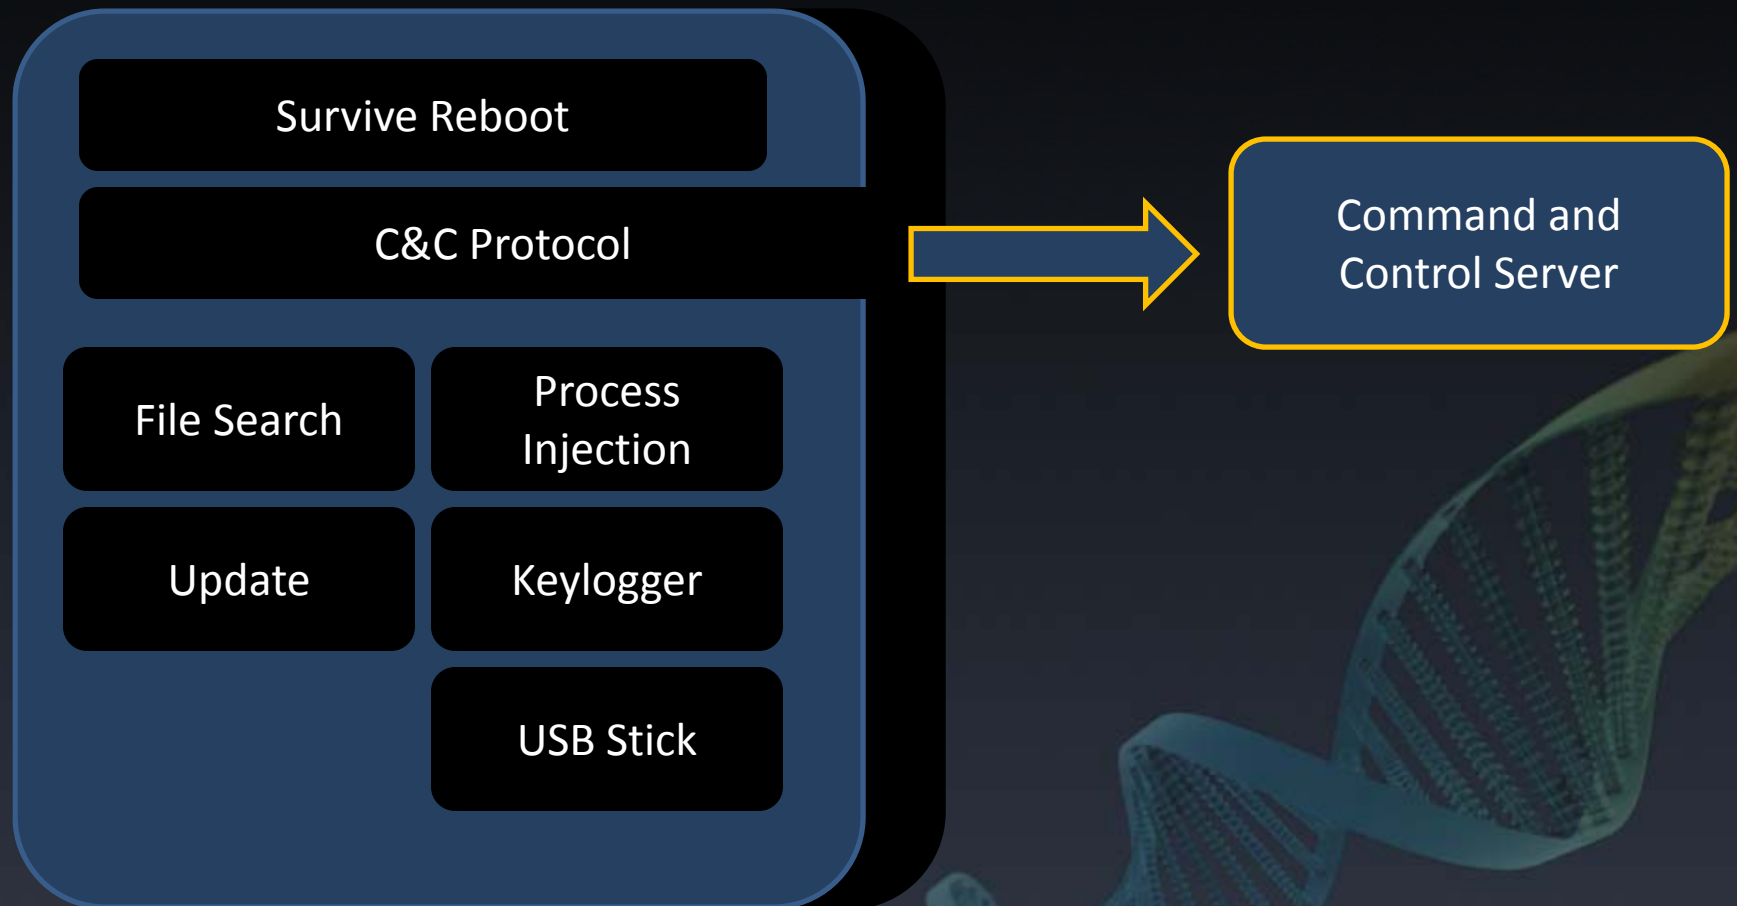 Survive Reboot
C&C Protocol
Command and
Control Server
File Search
Process
Injection
Update
Keylogger
USB Stick